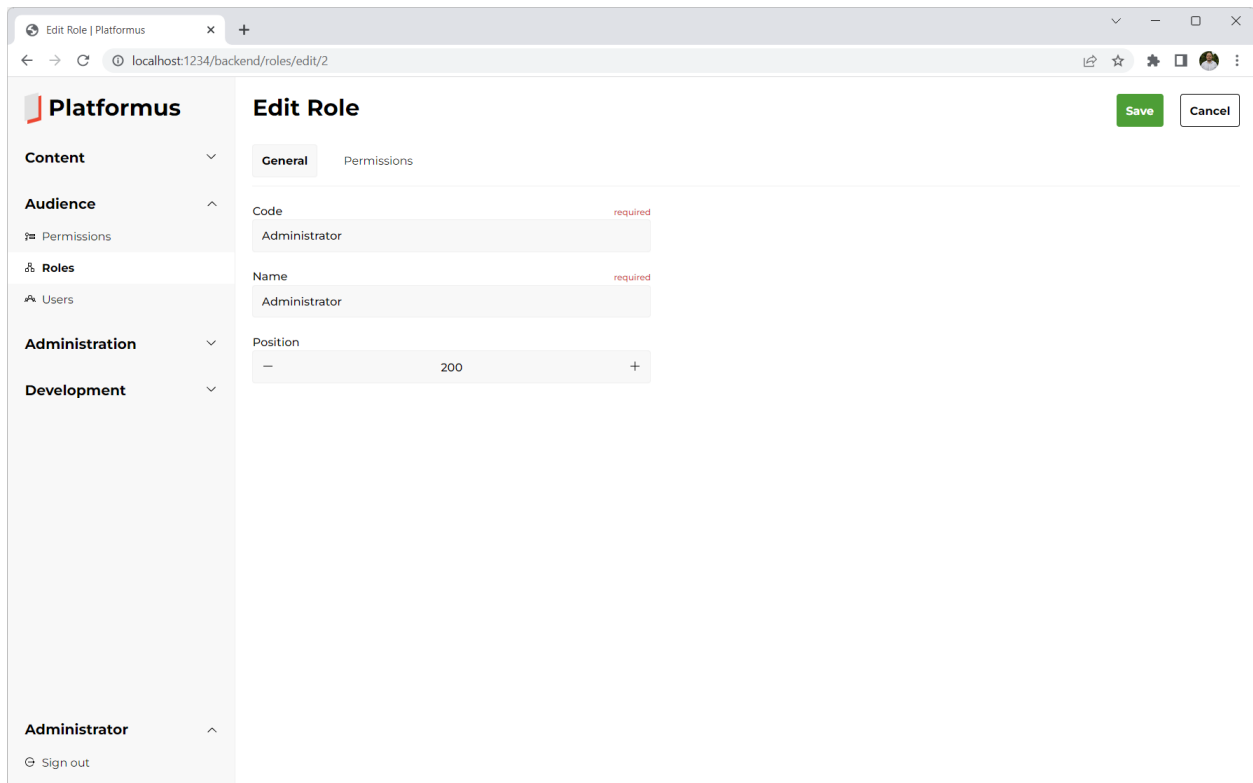 Edit Role | Platformus
localhost:1234/backend/roles/edit/2
Platformus
Content
Audience
Permissions
Roles
Users
Administration
Development
Administrator
Sign out
Edit Role
Save
Cancel
General
Permissions
Code
required
Administrator
Name
required
Administrator
Position
200